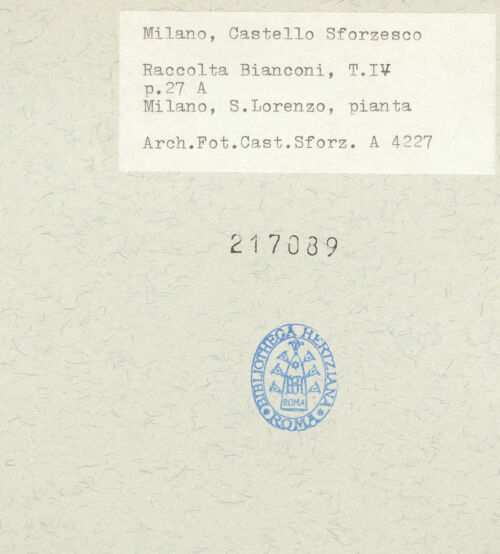 Milano, Castello Sforzesco
Raccolta Bianconi, T.IV
p.27 A
Milano, S.Lorenzo, pianta
Arch.Fot.Cast.Sforz. A 4227
217089
BIBLIOTHECA HERTZIANA
ROMA
ROMA